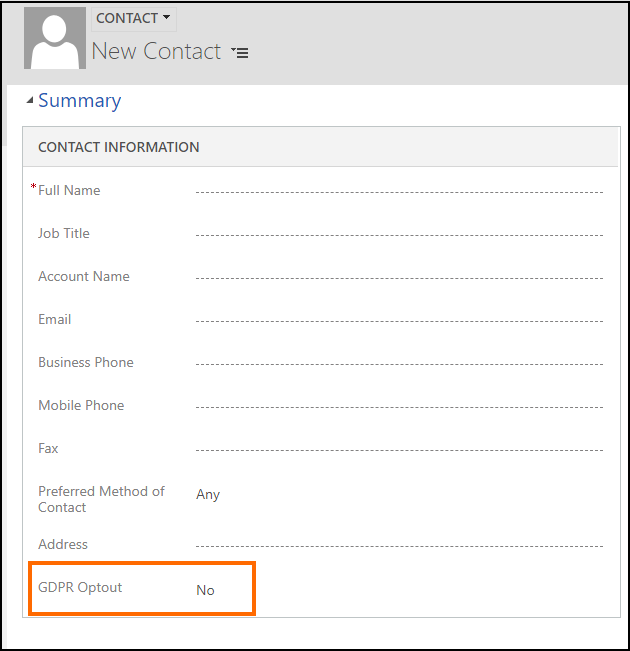 CONTACT
New Contact
Summary
CONTACT INFORMATION
*Full Name
Job Title
Account Name
Email
Business Phone
Mobile Phone
Fax
Preferred Method of
Contact
Any
Address
GDPR Optout
No